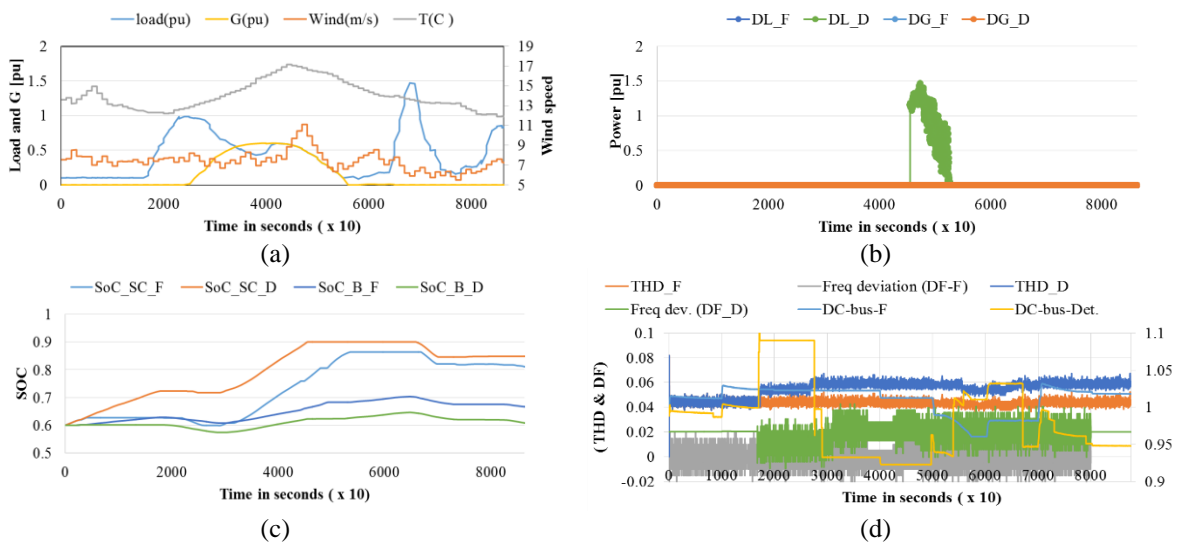 load(pu) G(pu) Wind(m/s) T(C )
Load and G [pu]
2
1.5
1
0.5
0
19
17
15
13
11
9
7
5
Wind speed
0 2000 4000 6000 8000
Time in seconds ( x 10)
(a)
DL_F DL_D DG_F DG_D
Power [pu]
2
1.5
1
0.5
0
0 2000 4000 6000 8000
Time in seconds ( x 10)
(b)
SoC_SC_F SoC_SC_D SoC_B_F SoC_B_D
SOC
1
0.9
0.8
0.7
0.6
0.5
0 2000 4000 6000 8000
Time in seconds ( x 10)
(c)
THD_F Freq deviation (DF-F) THD_D
Freq dev. (DF_D) DC-bus-F DC-bus-Det.
(THD & DF)
0.1
0.08
0.06
0.04
0.02
0
-0.02
1.1
1.05
1
0.95
0.9
0 1000 2000 3000 4000 5000 6000 7000 8000
Time in seconds ( x 10)
(d)